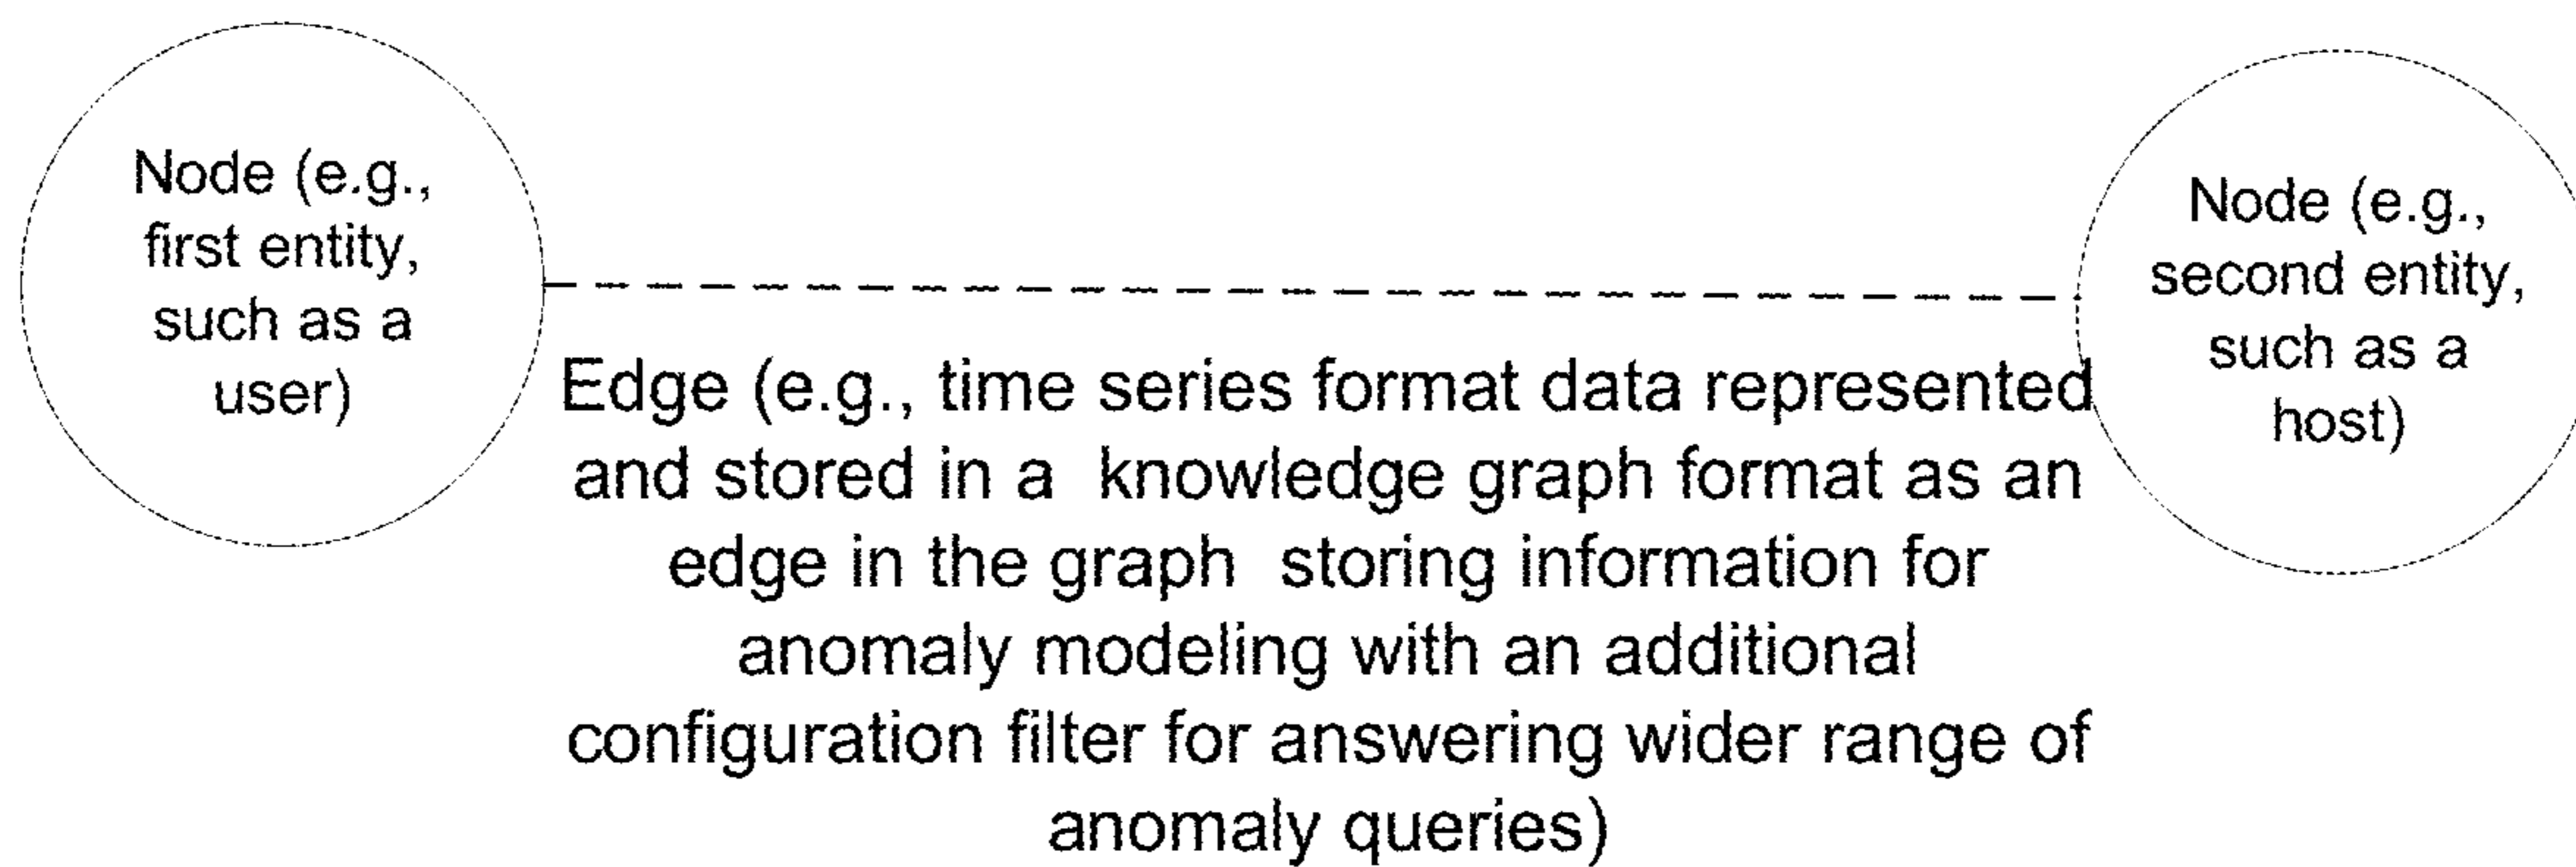 Node (e.g.,
first entity,
such as a
user)
Edge (e.g., time series format data represented
and stored in a  knowledge graph format as an
edge in the graph  storing information for
anomaly modeling with an additional
configuration filter for answering wider range of
anomaly queries)
Node (e.g.,
second entity,
such as a
host)